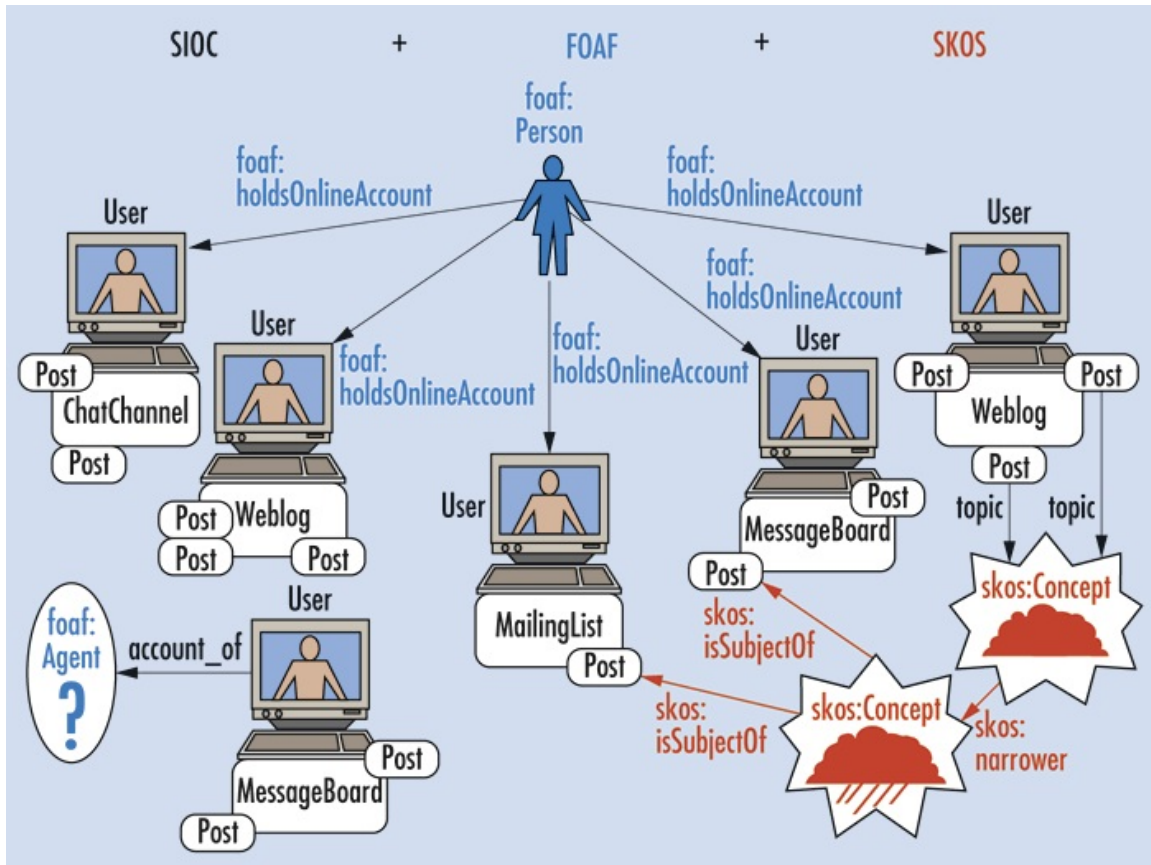 SIOC + FOAF + SKOS
foaf:
Person
foaf:
holdsOnlineAccount
foaf:
holdsOnlineAccount
User
User
foaf:
holdsOnlineAccount
User
User
foaf:
holdsOnlineAccount
foaf:
holdsOnlineAccount
Post
ChatChannel
Post
Post
Post
Weblog
Post
User
Post
Weblog
Post
Post
Post
MessageBoard
Post
topic
topic
User
foaf:
Agent
?
account_of
MailingList
Post
skos:
isSubjectOf
skos:Concept
skos:
isSubjectOf
skos:Concept
skos:
narrower
Post
MessageBoard
Post